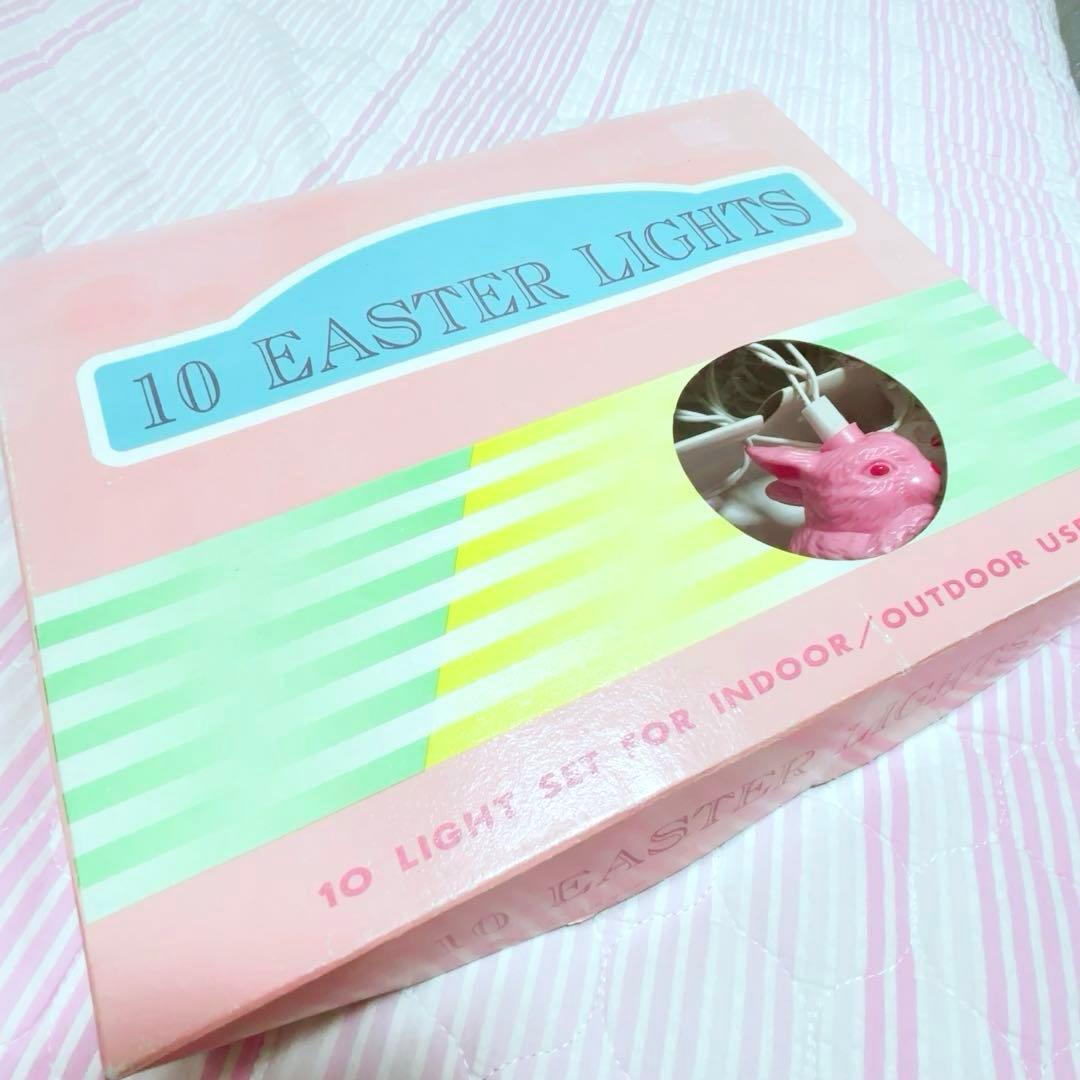 10 EASTER LIGHTS
10 LIGHT SET FOR INDOOR/OUTDOOR USE
10 EASTER LIGHTS